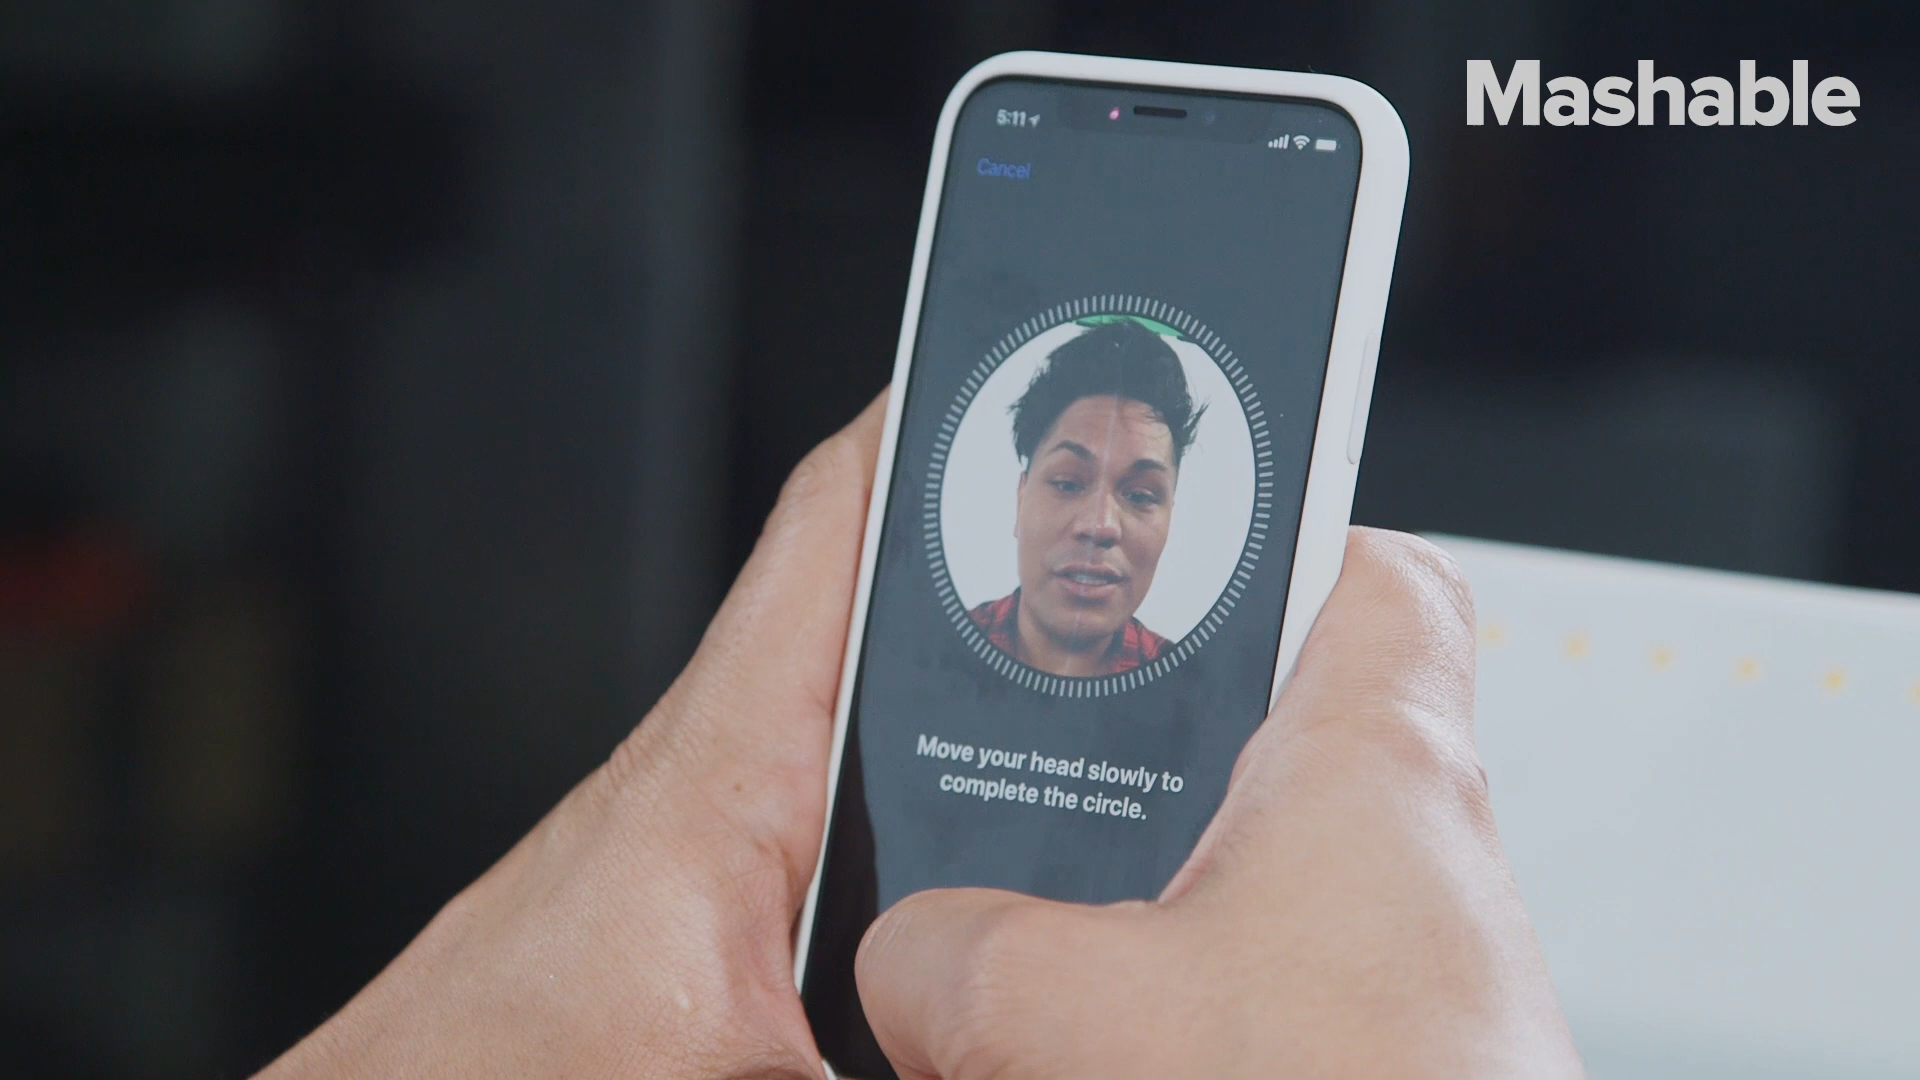 Mashable
5:11
Cancel
Move your head slowly to
complete the circle.